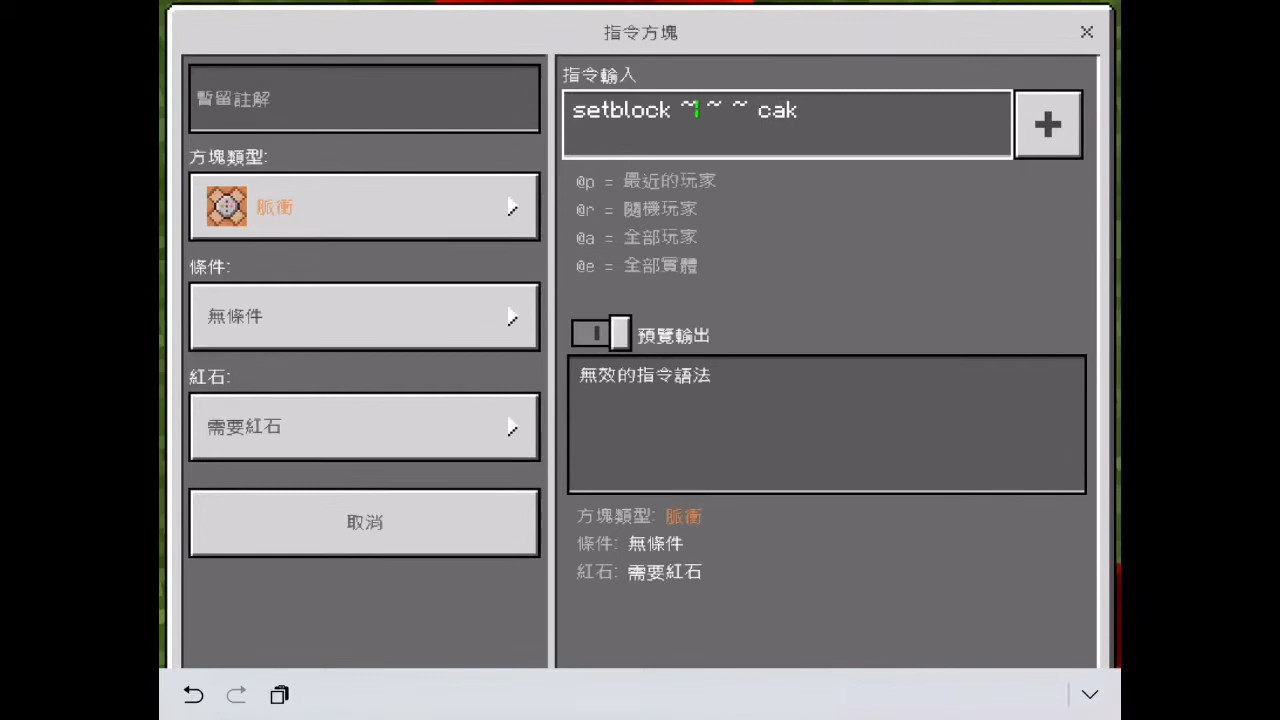 指令方塊
暫留註解
方塊類型:
脈衝
條件:
無條件
紅石:
需要紅石
取消
指令輸入
setblock ~ ~ ~ cak
@p = 最近的玩家
@r = 隨機玩家
@a = 全部玩家
@e = 全部實體
預覽輸出
無效的指令語法
方塊類型: 脈衝
條件: 無條件
紅石: 需要紅石